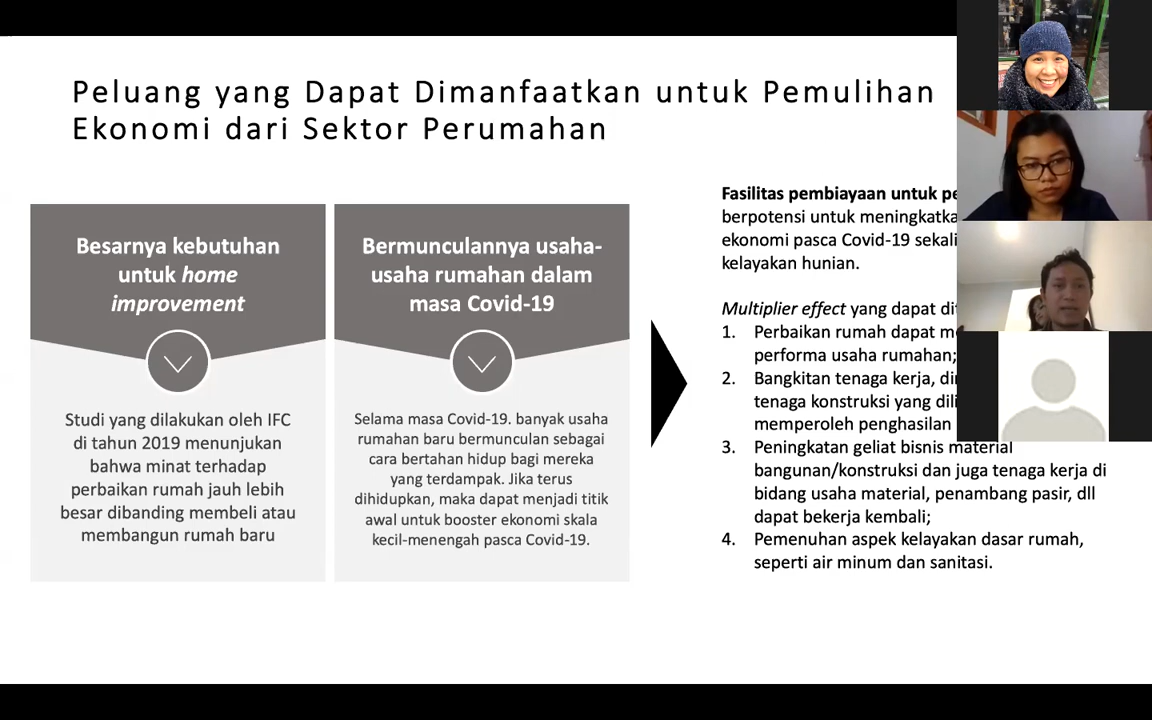 Peluang yang Dapat Dimanfaatkan untuk Pemulihan
Ekonomi dari Sektor Perumahan
Besarnya kebutuhan
untuk home
improvement
Studi yang dilakukan oleh IFC
di tahun 2019 menunjukan
bahwa minat terhadap
perbaikan rumah jauh lebih
besar dibanding membeli atau
membangun rumah baru
Bermunculannya usaha-
usaha rumahan dalam
masa Covid-19
Selama masa Covid-19. banyak usaha
rumahan baru bermunculan sebagai
cara bertahan hidup bagi mereka
yang terdampak. Jika terus
dihidupkan, maka dapat menjadi titik
awal untuk booster ekonomi skala
kecil-menengah pasca Covid-19.
Fasilitas pembiayaan untuk
berpotensi untuk
ekonomi pasca Covid-19
kelayakan hunian.
Multiplier effect yang dapat
1. Perbaikan rumah dapat
performa usaha rumahan;
2. Bangkitan tenaga kerja,
tenaga konstruksi yang
memperoleh penghasilan
3. Peningkatan geliat bisnis material
bangunan/konstruksi dan juga tenaga kerja di
bidang usaha material, penambang pasir, dll
dapat bekerja kembali;
4. Pemenuhan aspek kelayakan dasar rumah,
seperti air minum dan sanitasi.